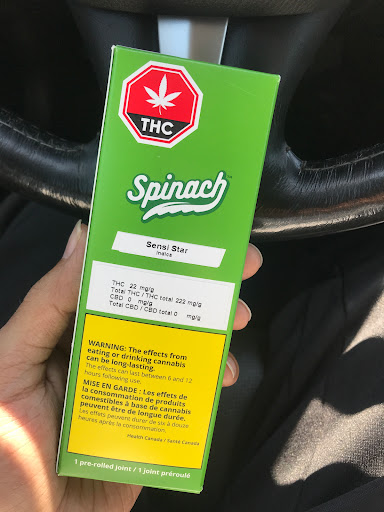 THC
Spinach
Sensi Star
Indica
THC 22 mg/g
Total THC / THC total 222 mg/g
CBD 0 mg/g
Total CBD / CBD total 0 mg/g
WARNING: The effects from
eating or drinking cannabis
can be long-lasting.
The effects can last between 6 and 12
hours following use.
MISE EN GARDE : Les effets de
la consommation de produits
comestibles à base de cannabis
peuvent être de longue durée.
Les effets peuvent durer de six à douze
heures après la consommation.
Health Canada / Santé Canada
1 pre-rolled joint / 1 joint préroulé